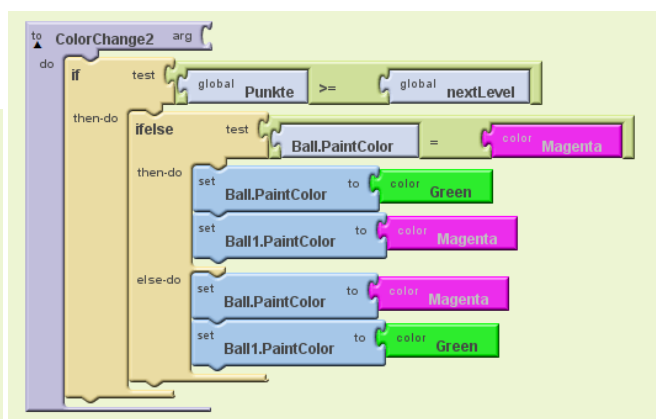 to ColorChange2 arg
do if test global Punkte >= global nextLevel
then-do ifelse test Ball.PaintColor = color Magenta
then-do set Ball.PaintColor to color Green
set Ball1.PaintColor to color Magenta
else-do set Ball.PaintColor to color Magenta
set Ball1.PaintColor to color Green